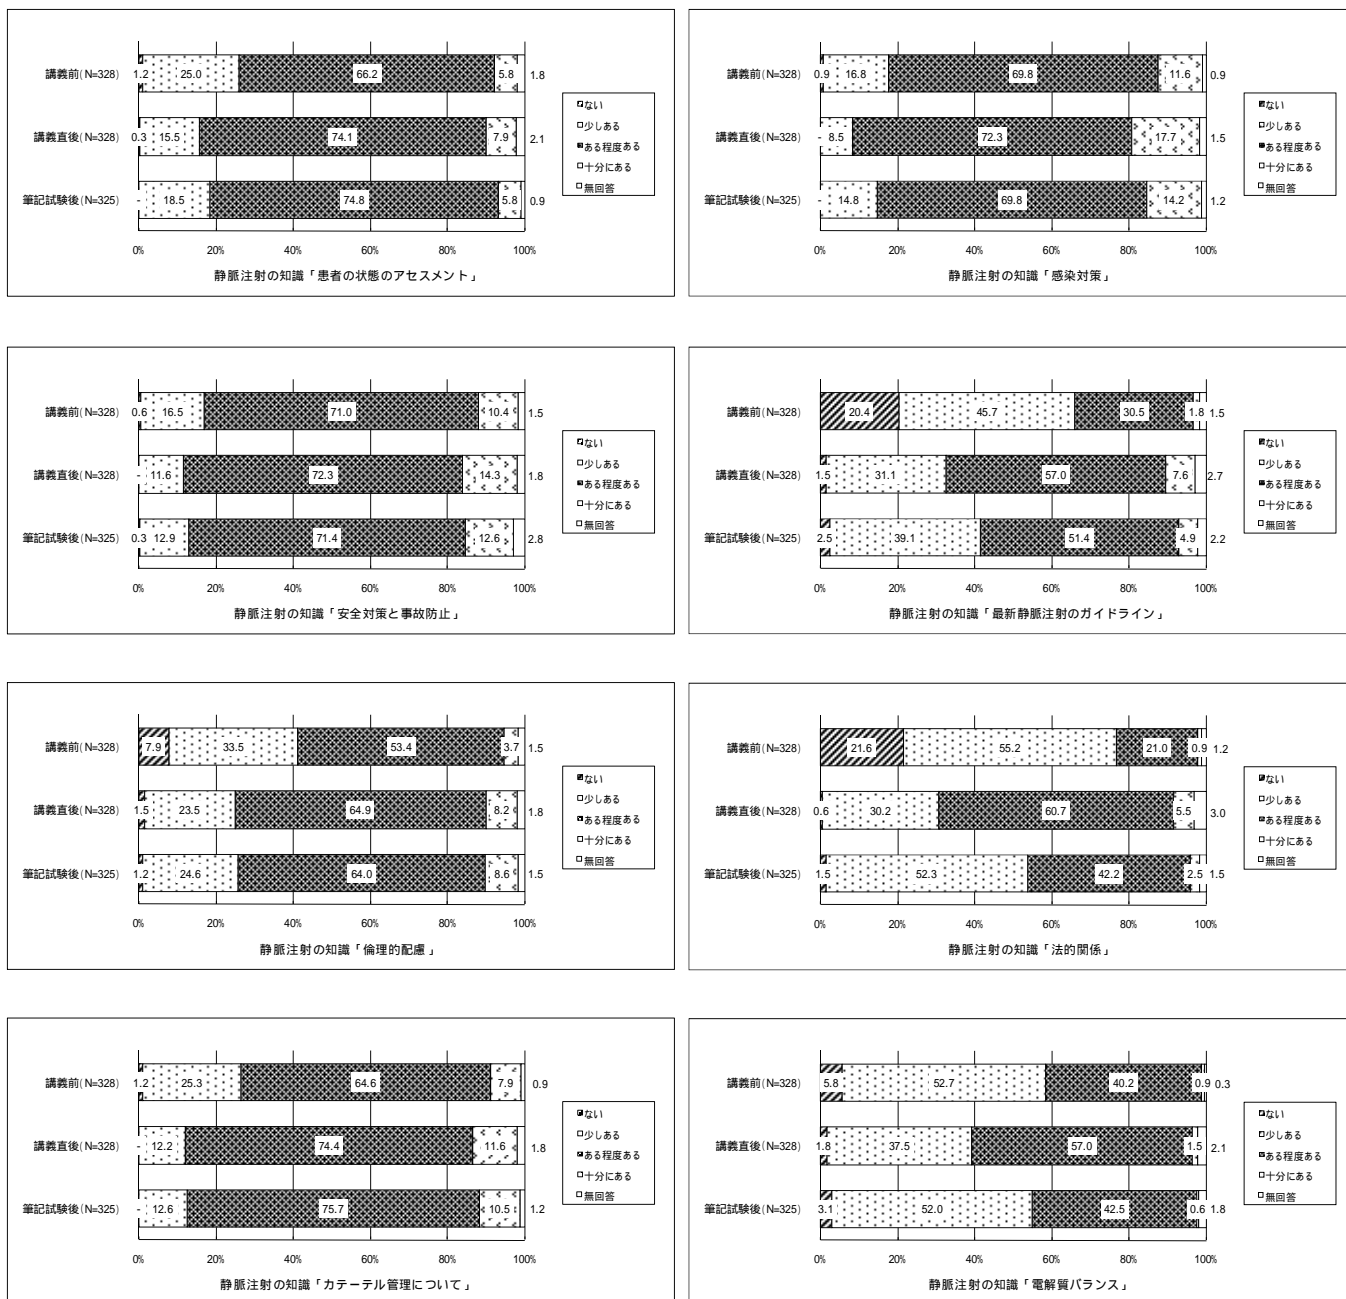 講義前(N=328)
1.2 25.0 66.2 5.8 1.8
講義直後(N=328)
0.3 15.5 74.1 7.9 2.1
筆記試験後(N=325)
- 18.5 74.8 5.8 0.9
0% 20% 40% 60% 80% 100%
静脈注射の知識「患者の状態のアセスメント」
ない
少しある
ある程度ある
十分にある
無回答
講義前(N=328)
0.9 16.8 69.8 11.6 0.9
講義直後(N=328)
- 8.5 72.3 17.7 1.5
筆記試験後(N=325)
- 14.8 69.8 14.2 1.2
0% 20% 40% 60% 80% 100%
静脈注射の知識「感染対策」
ない
少しある
ある程度ある
十分にある
無回答
講義前(N=328)
0.6 16.5 71.0 10.4 1.5
講義直後(N=328)
- 11.6 72.3 14.3 1.8
筆記試験後(N=325)
0.3 12.9 71.4 12.6 2.8
0% 20% 40% 60% 80% 100%
静脈注射の知識「安全対策と事故防止」
ない
少しある
ある程度ある
十分にある
無回答
講義前(N=328)
20.4 45.7 30.5 1.8 1.5
講義直後(N=328)
1.5 31.1 57.0 7.6 2.7
筆記試験後(N=325)
2.5 39.1 51.4 4.9 2.2
0% 20% 40% 60% 80% 100%
静脈注射の知識「最新静脈注射のガイドライン」
ない
少しある
ある程度ある
十分にある
無回答
講義前(N=328)
7.9 33.5 53.4 3.7 1.5
講義直後(N=328)
1.5 23.5 64.9 8.2 1.8
筆記試験後(N=325)
1.2 24.6 64.0 8.6 1.5
0% 20% 40% 60% 80% 100%
静脈注射の知識「倫理的配慮」
ない
少しある
ある程度ある
十分にある
無回答
講義前(N=328)
21.6 55.2 21.0 0.9 1.2
講義直後(N=328)
0.6 30.2 60.7 5.5 3.0
筆記試験後(N=325)
1.5 52.3 42.2 2.5 1.5
0% 20% 40% 60% 80% 100%
静脈注射の知識「法的関係」
ない
少しある
ある程度ある
十分にある
無回答
講義前(N=328)
1.2 25.3 64.6 7.9 0.9
講義直後(N=328)
- 12.2 74.4 11.6 1.8
筆記試験後(N=325)
- 12.6 75.7 10.5 1.2
0% 20% 40% 60% 80% 100%
静脈注射の知識「カテーテル管理について」
ない
少しある
ある程度ある
十分にある
無回答
講義前(N=328)
5.8 52.7 40.2 0.9 0.3
講義直後(N=328)
1.8 37.5 57.0 1.5 2.1
筆記試験後(N=325)
3.1 52.0 42.5 0.6 1.8
0% 20% 40% 60% 80% 100%
静脈注射の知識「電解質バランス」
ない
少しある
ある程度ある
十分にある
無回答